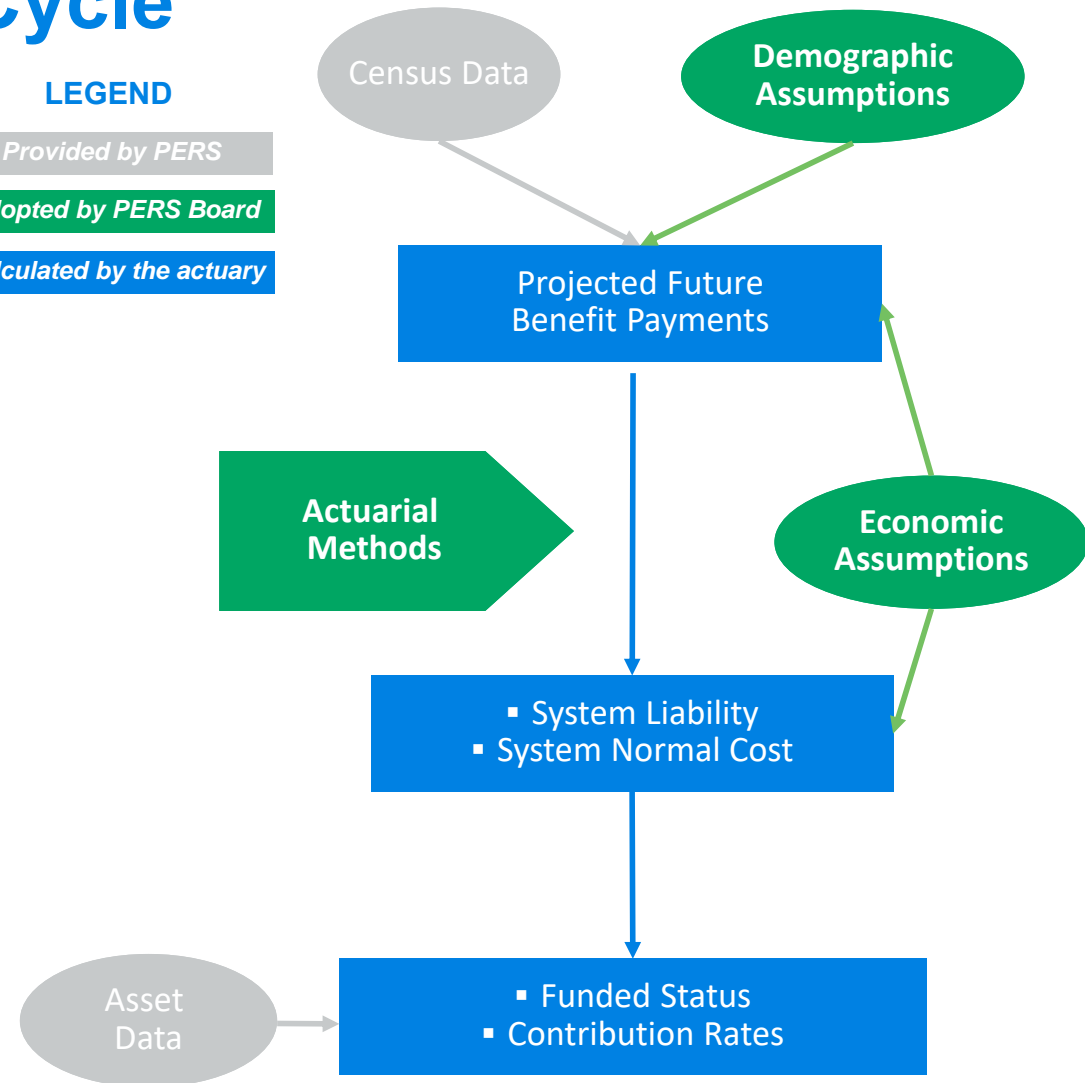 Cycle
LEGEND
Provided by PERS
opted by PERS Board
lculated by the actuary
Census Data
Demographic
Assumptions
Projected Future
Benefit Payments
Actuarial
Methods
Economic
Assumptions
▪ System Liability
▪ System Normal Cost
Asset
Data
▪ Funded Status
▪ Contribution Rates